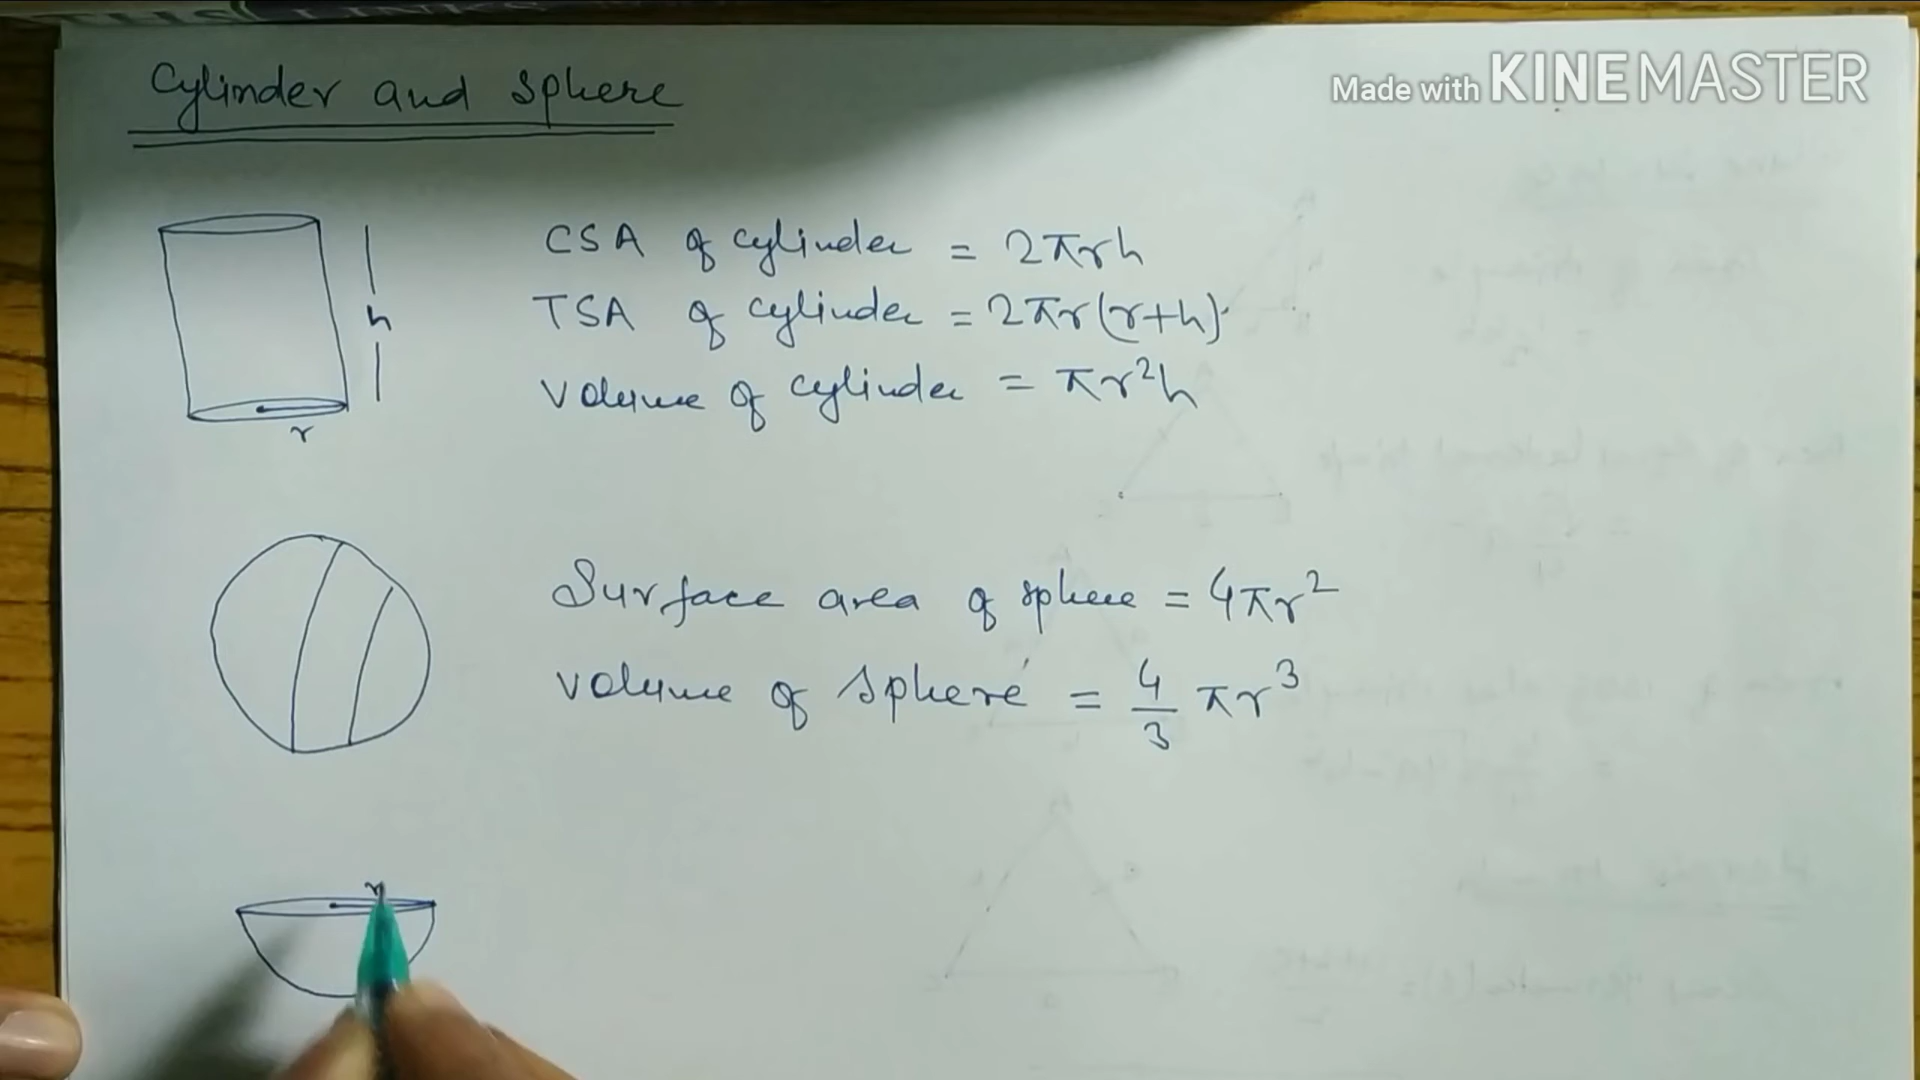 LINKS
Made with KINEMASTER
Cylinder and Sphere
h
r
CSA of cylinder = 2πrh
TSA of cylinder = 2πr(r+h)
Volume of cylinder = πr²h
Surface area of sphere = 4πr²
Volume of sphere = 4/3 πr³
r